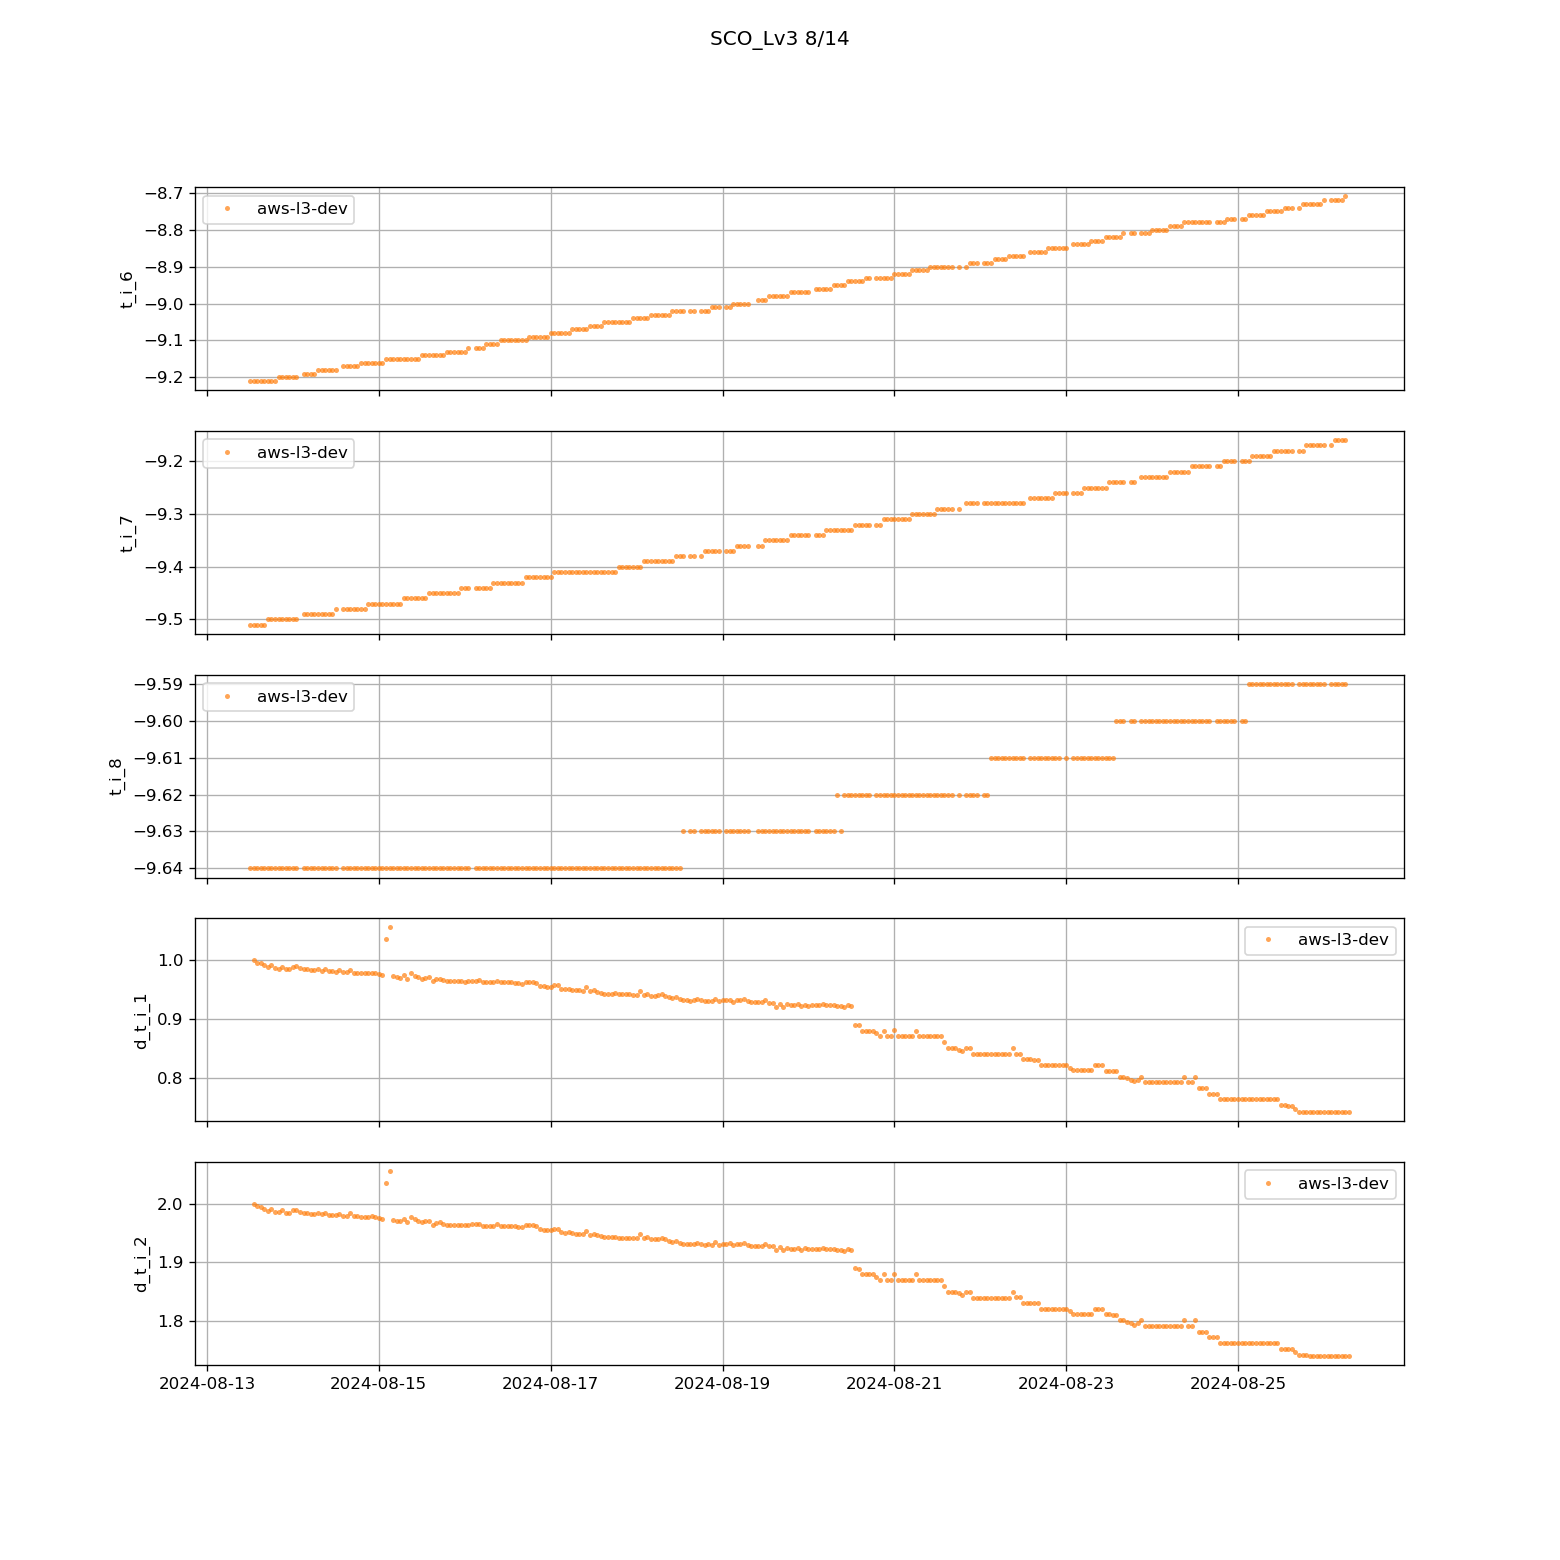 SCO_Lv3 8/14
−8.7
−8.8
−8.9
−9.0
−9.1
−9.2
t_i_6
aws-l3-dev
−9.2
−9.3
−9.4
−9.5
t_i_7
aws-l3-dev
−9.59
−9.60
−9.61
−9.62
−9.63
−9.64
t_i_8
aws-l3-dev
1.0
0.9
0.8
d_t_i_1
aws-l3-dev
2.0
1.9
1.8
d_t_i_2
aws-l3-dev
2024-08-13 2024-08-15 2024-08-17 2024-08-19 2024-08-21 2024-08-23 2024-08-25